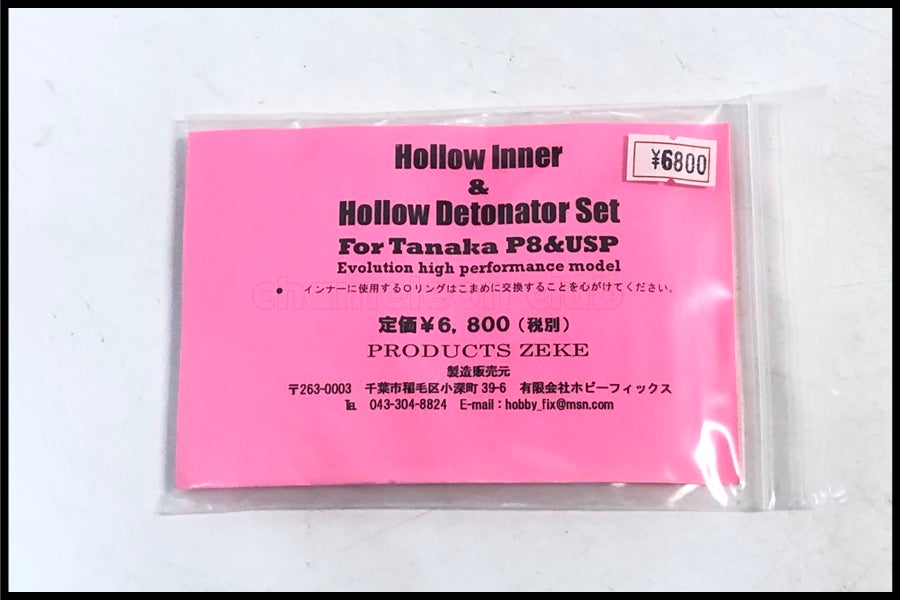 ¥6800
Hollow Inner
&
Hollow Detonator Set
For Tanaka P8&USP
Evolution high performance model
● インナーに使用するOリングはこまめに交換することを心がけてください。
chameleon club
定価¥6, 800（税別）
PRODUCTS ZEKE
製造販売元
〒263-0003 千葉市稲毛区小深町 39-6 有限会社ホビーフィックス
℡ 043-304-8824 E-mail：hobby_fix@msn.com